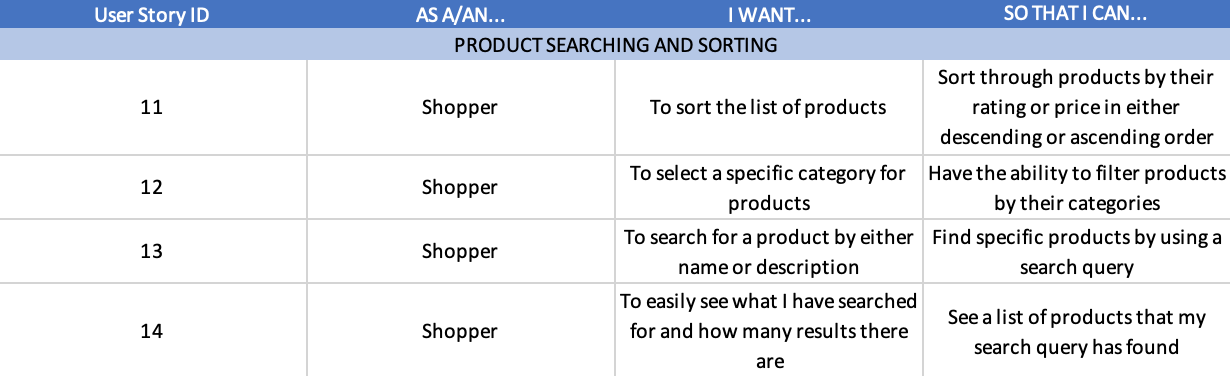 User Story ID AS A/AN... I WANT... SO THAT I CAN...
PRODUCT SEARCHING AND SORTING
11 Shopper To sort the list of products Sort through products by their
rating or price in either
descending or ascending order
12 Shopper To select a specific category for
products
Have the ability to filter products
by their categories
13 Shopper To search for a product by either
name or description
Find specific products by using a
search query
14 Shopper To easily see what I have searched
for and how many results there
are
See a list of products that my
search query has found